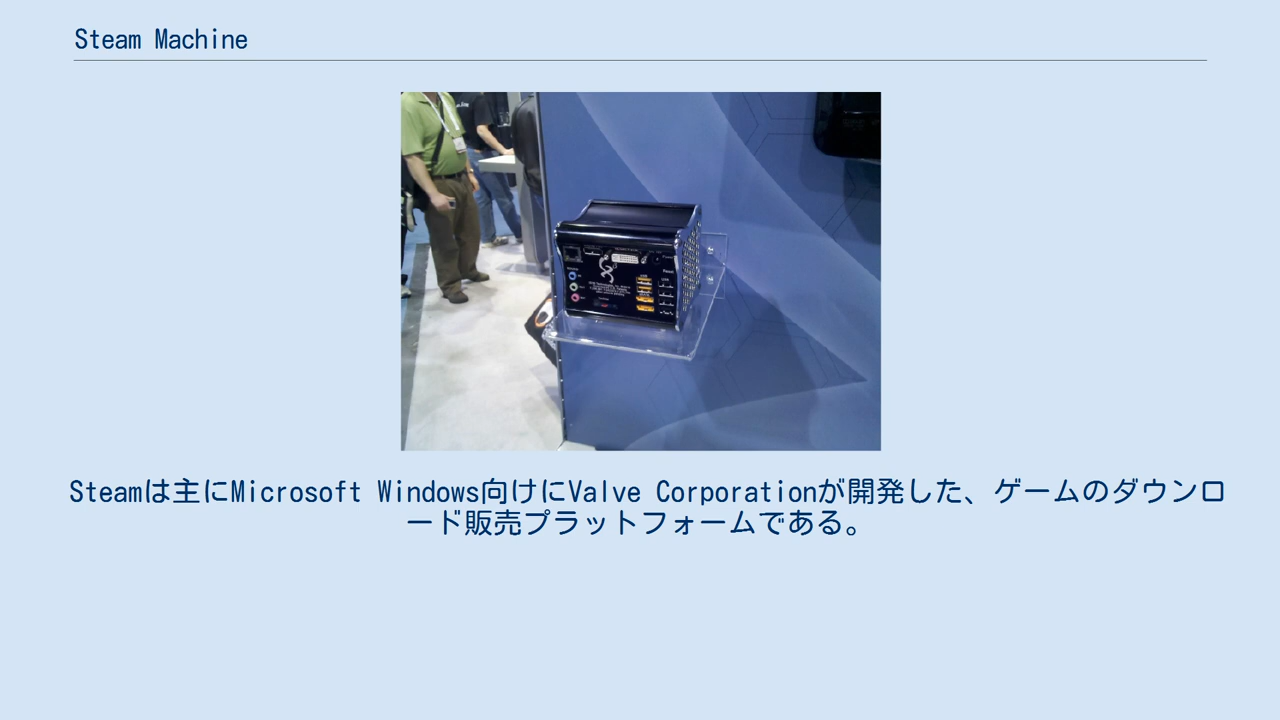 Steam Machine
Reset
Steamは主にMicrosoft Windows向けにValve Corporationが開発した、ゲームのダウンロ
ード販売プラットフォームである。